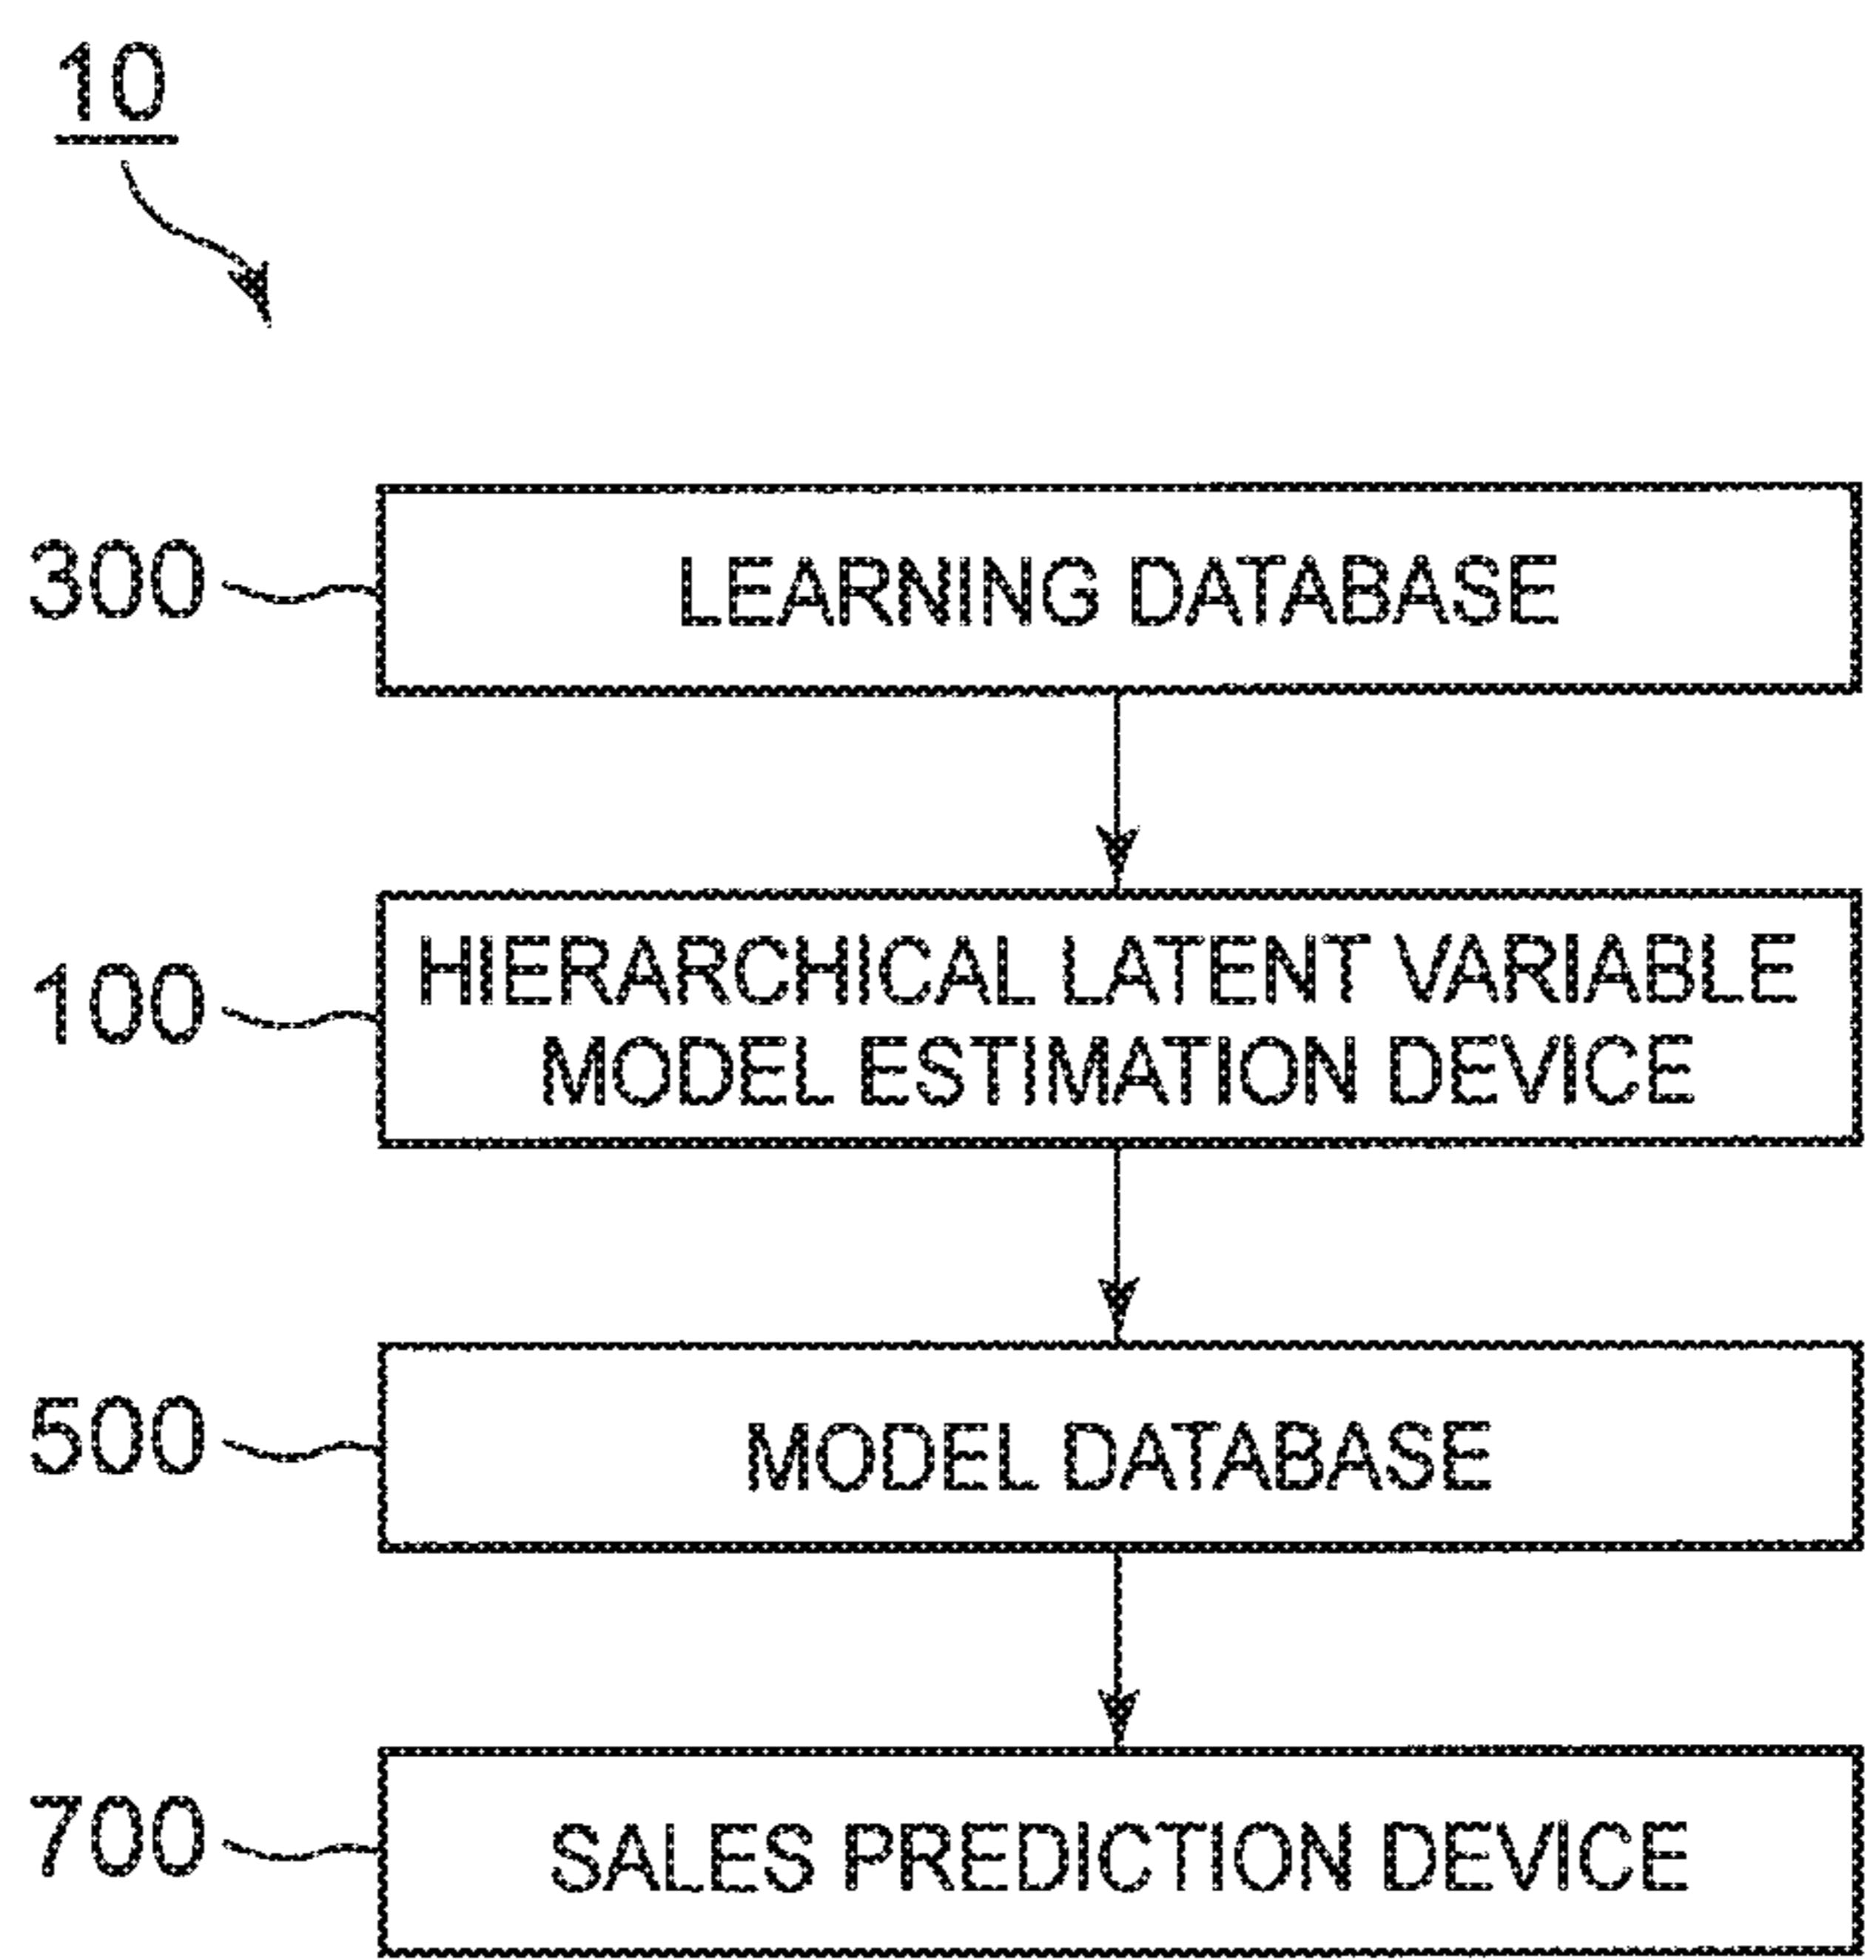 10
300
LEARNING DATABASE
100
HIERARCHICAL LATENT VARIABLE
MODEL ESTIMATION DEVICE
500
MODEL DATABASE
700
SALES PREDICTION DEVICE